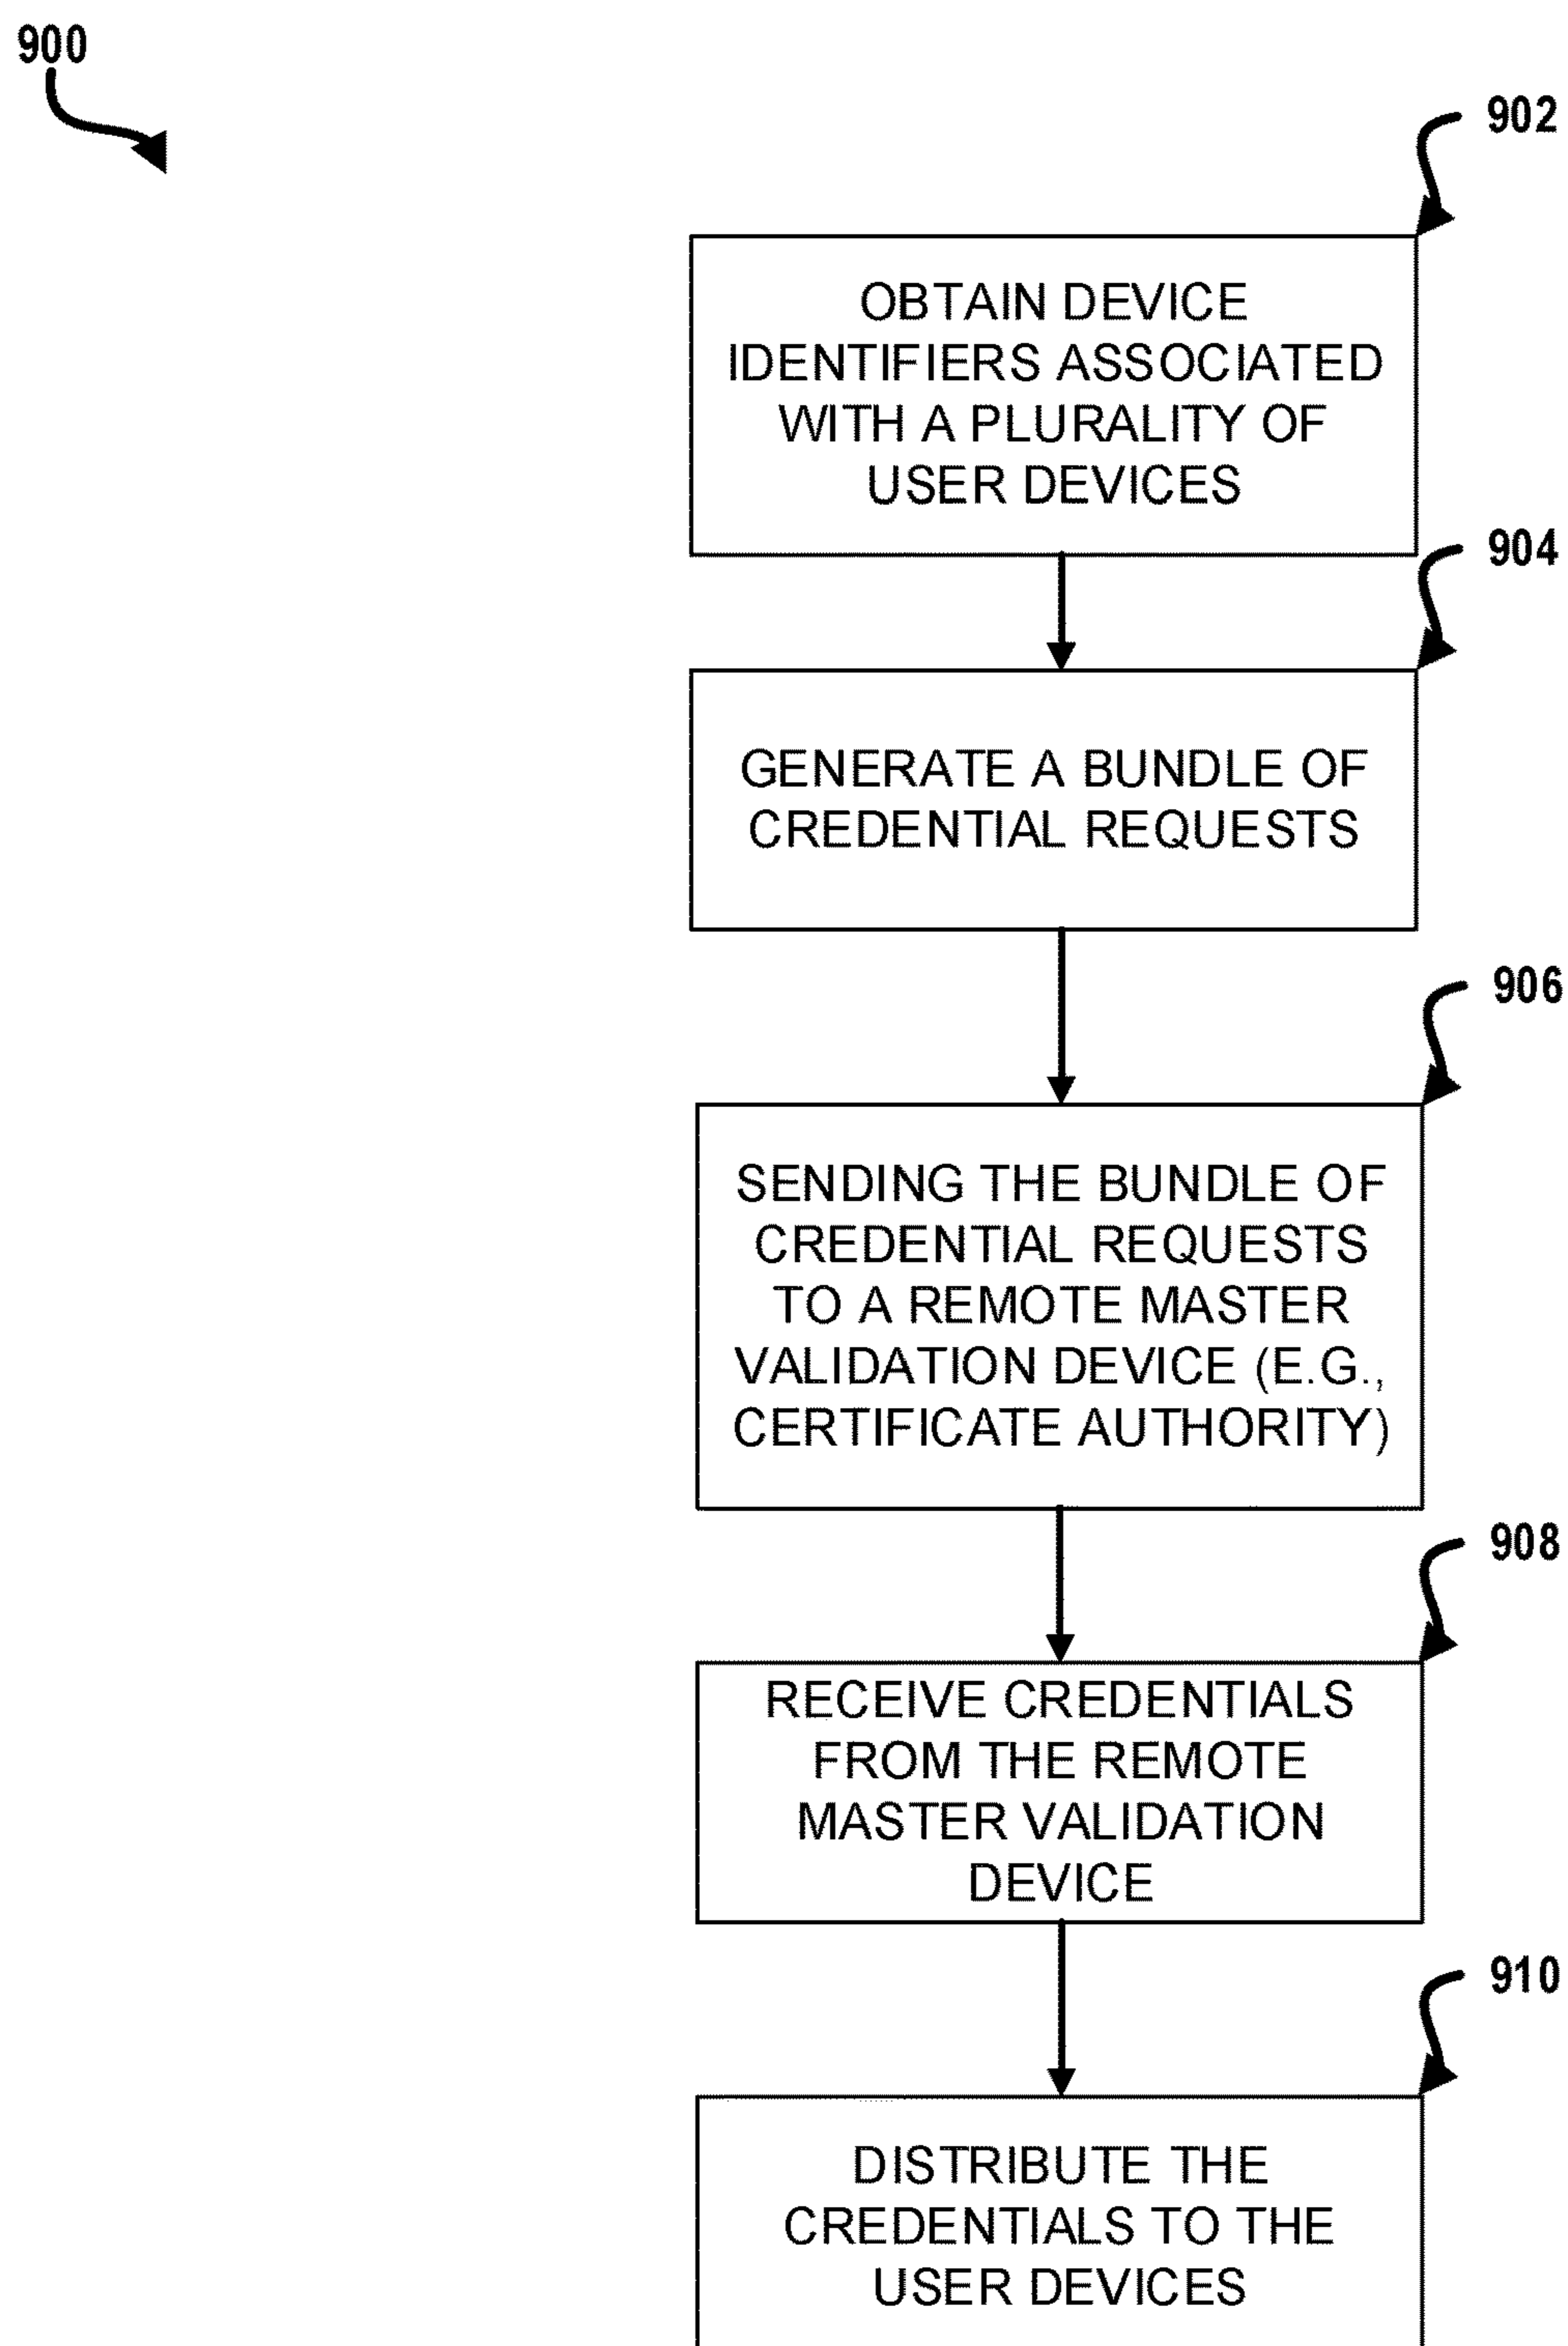 900
902
OBTAIN DEVICE
IDENTIFIERS ASSOCIATED
WITH A PLURALITY OF
USER DEVICES
904
GENERATE A BUNDLE OF
CREDENTIAL REQUESTS
906
SENDING THE BUNDLE OF
CREDENTIAL REQUESTS
TO A REMOTE MASTER
VALIDATION DEVICE (E.G.,
CERTIFICATE AUTHORITY)
908
RECEIVE CREDENTIALS
FROM THE REMOTE
MASTER VALIDATION
DEVICE
910
DISTRIBUTE THE
CREDENTIALS TO THE
USER DEVICES